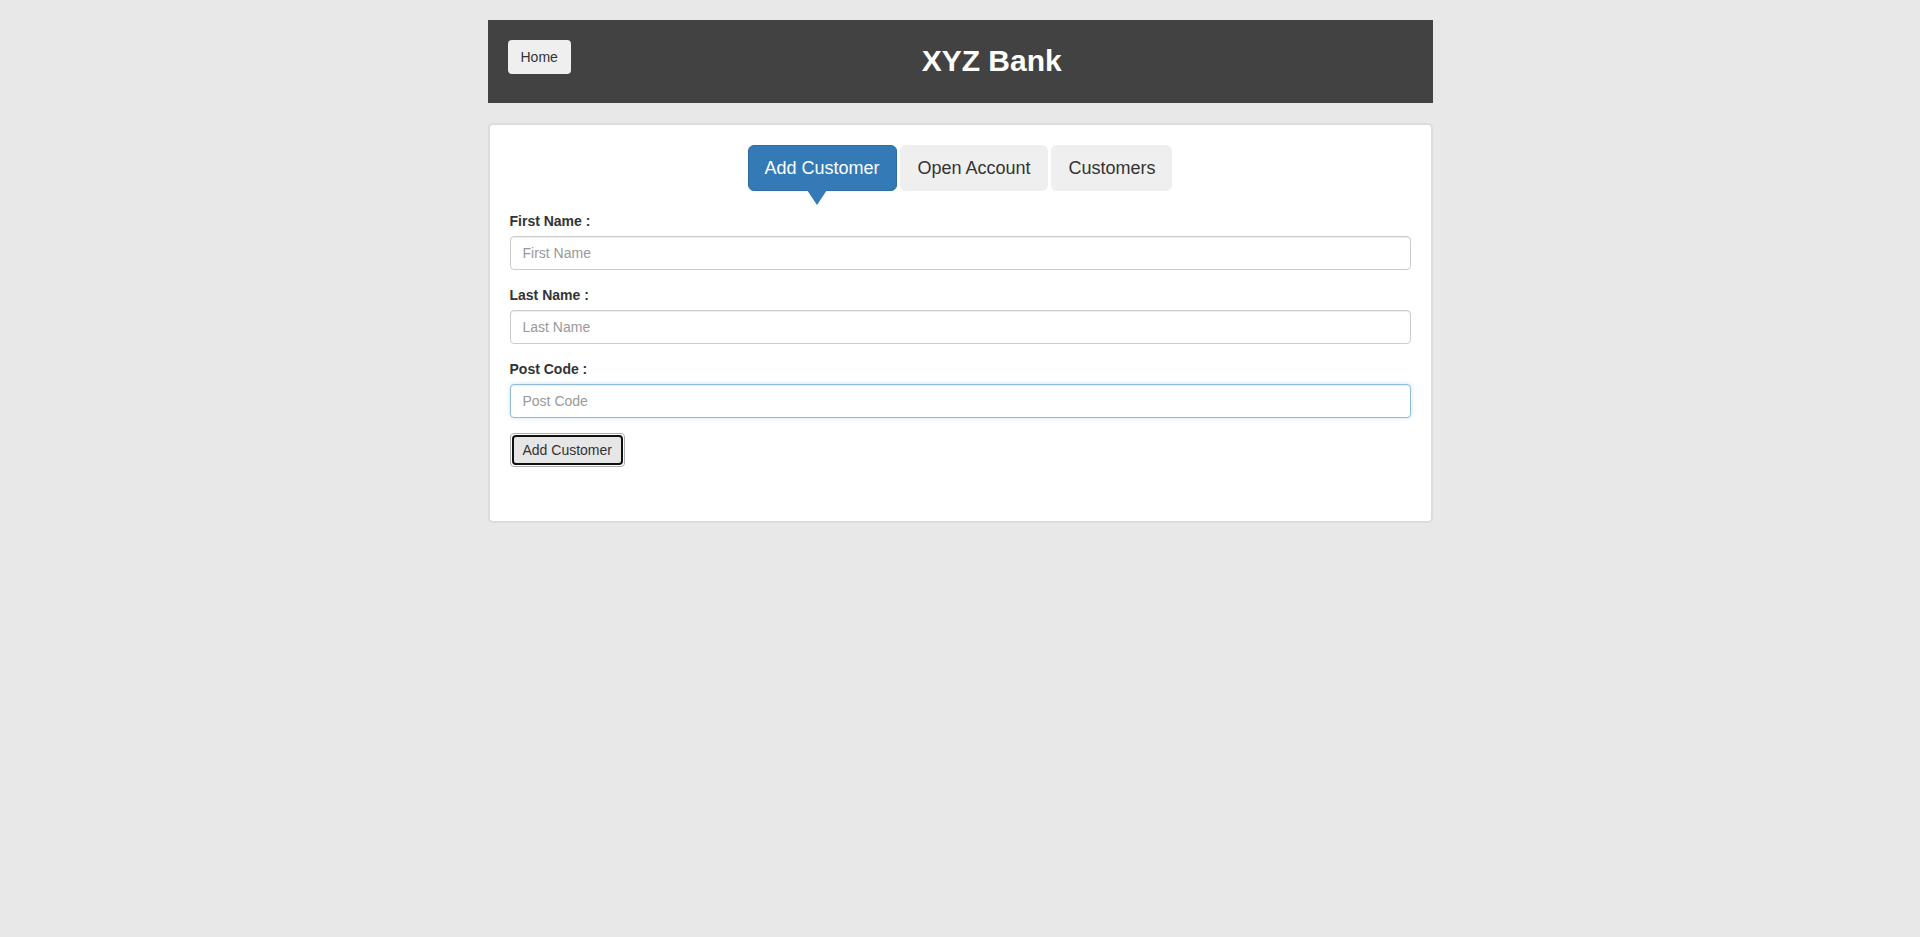 Home
XYZ Bank
Add Customer
Open Account
Customers
First Name :
First Name
Last Name :
Last Name
Post Code :
Post Code
Add Customer